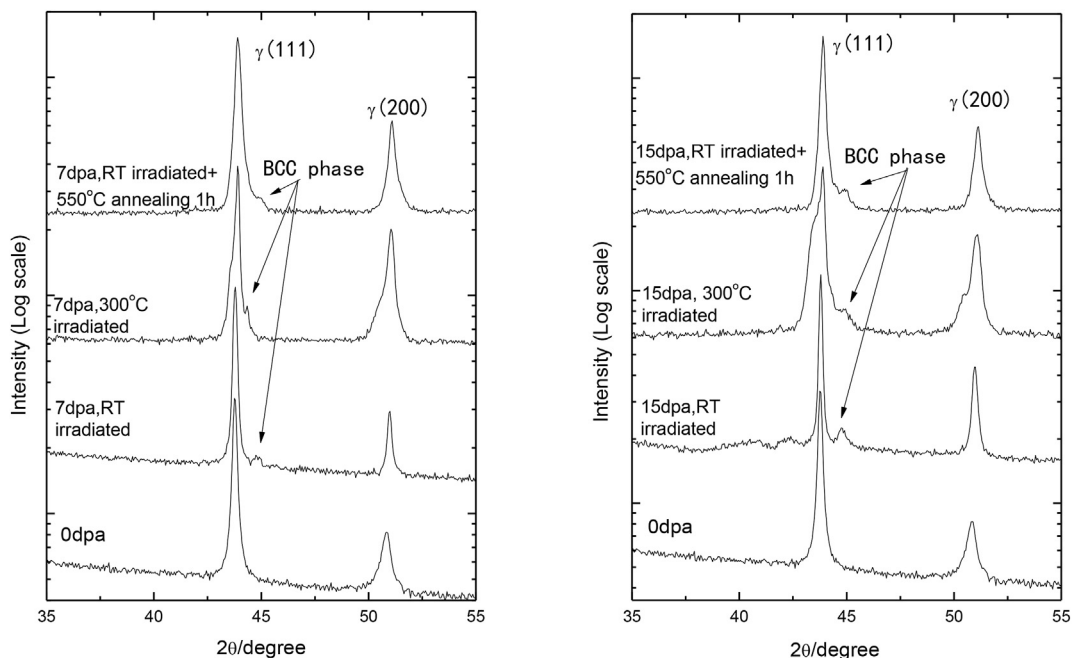 γ(111)
γ(200)
BCC phase
7dpa,RT irradiated+
550°C annealing 1h
7dpa,300°C
irradiated
7dpa,RT
irradiated
0dpa
Intensity (Log scale)
35
40
45
50
55
2θ/degree
γ(111)
γ(200)
BCC phase
15dpa,RT irradiated+
550°C annealing 1h
15dpa, 300°C
irradiated
15dpa,RT
irradiated
0dpa
Intensity (Log scale)
35
40
45
50
55
2θ/degree